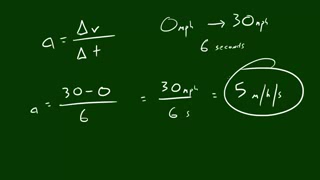 a = Δv / Δt
0mph → 30mph
6 seconds
a = 30 - 0 / 6 = 30mph / 6 s = 5 m/h/s